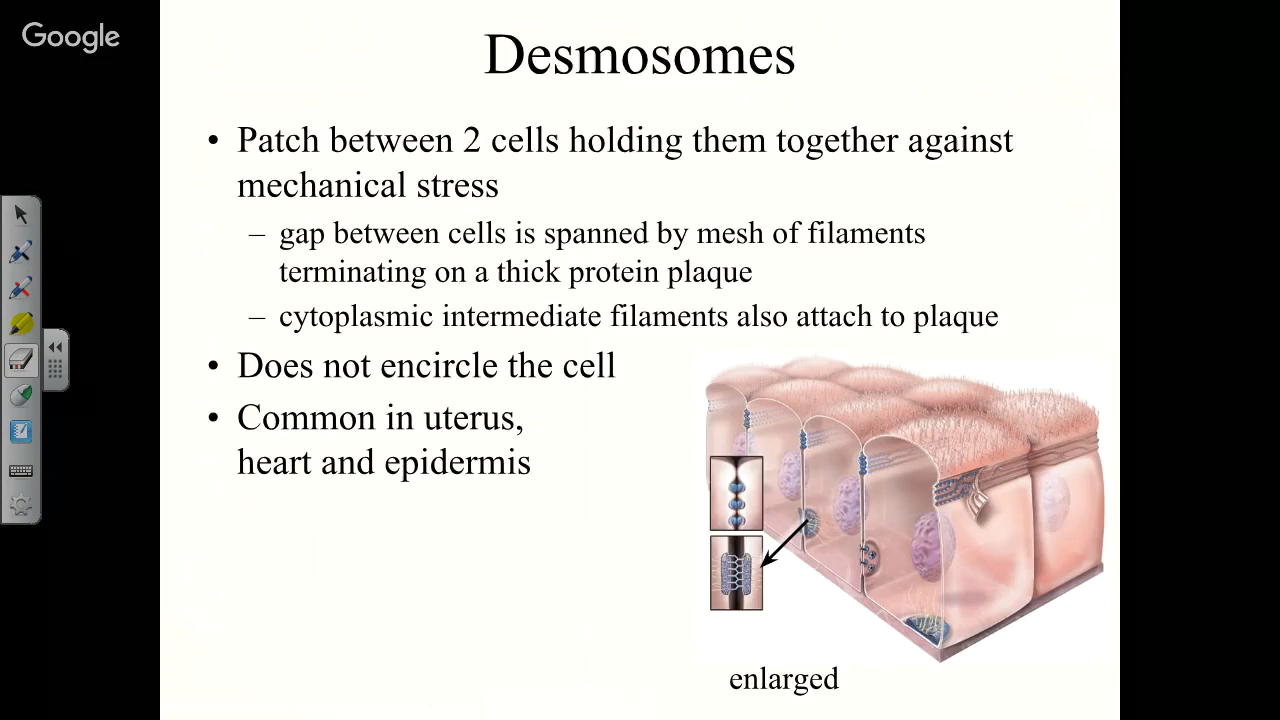 Google
Desmosomes
• Patch between 2 cells holding them together against
mechanical stress
– gap between cells is spanned by mesh of filaments
terminating on a thick protein plaque
– cytoplasmic intermediate filaments also attach to plaque
• Does not encircle the cell
• Common in uterus,
heart and epidermis
enlarged